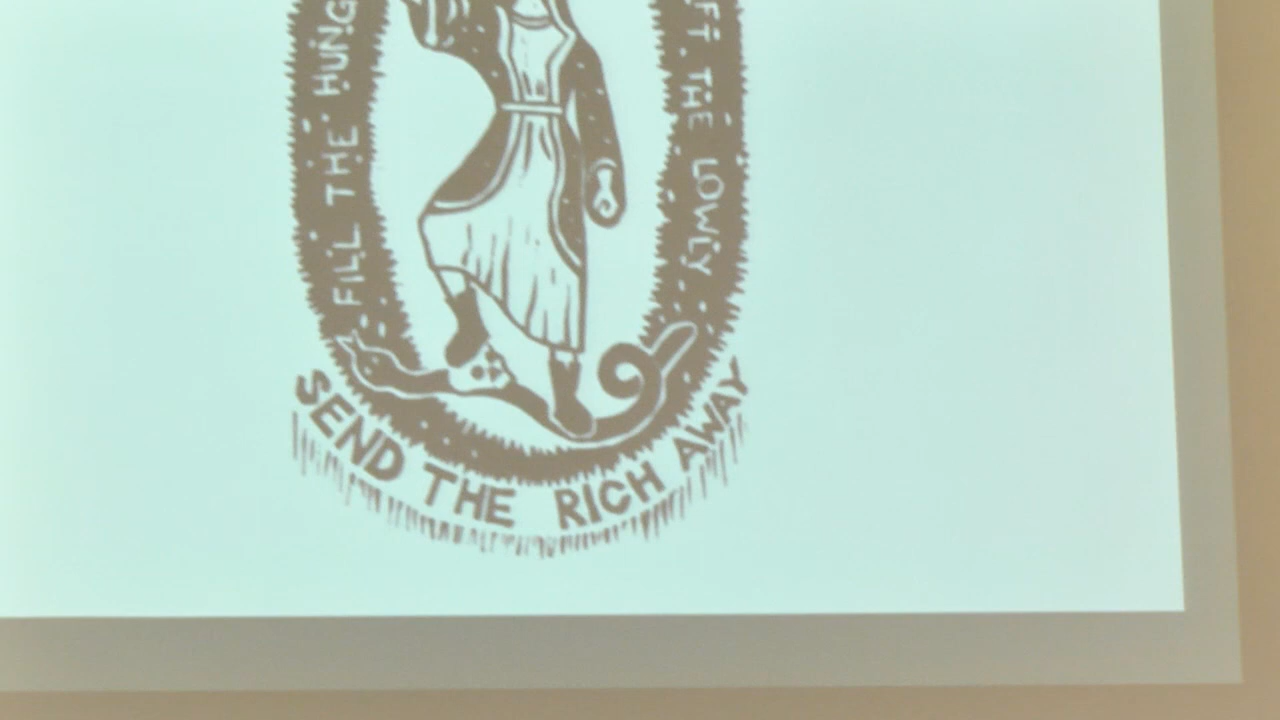 FILL THE HUNG
FT THE LOWLY
SEND THE RICH AWAY